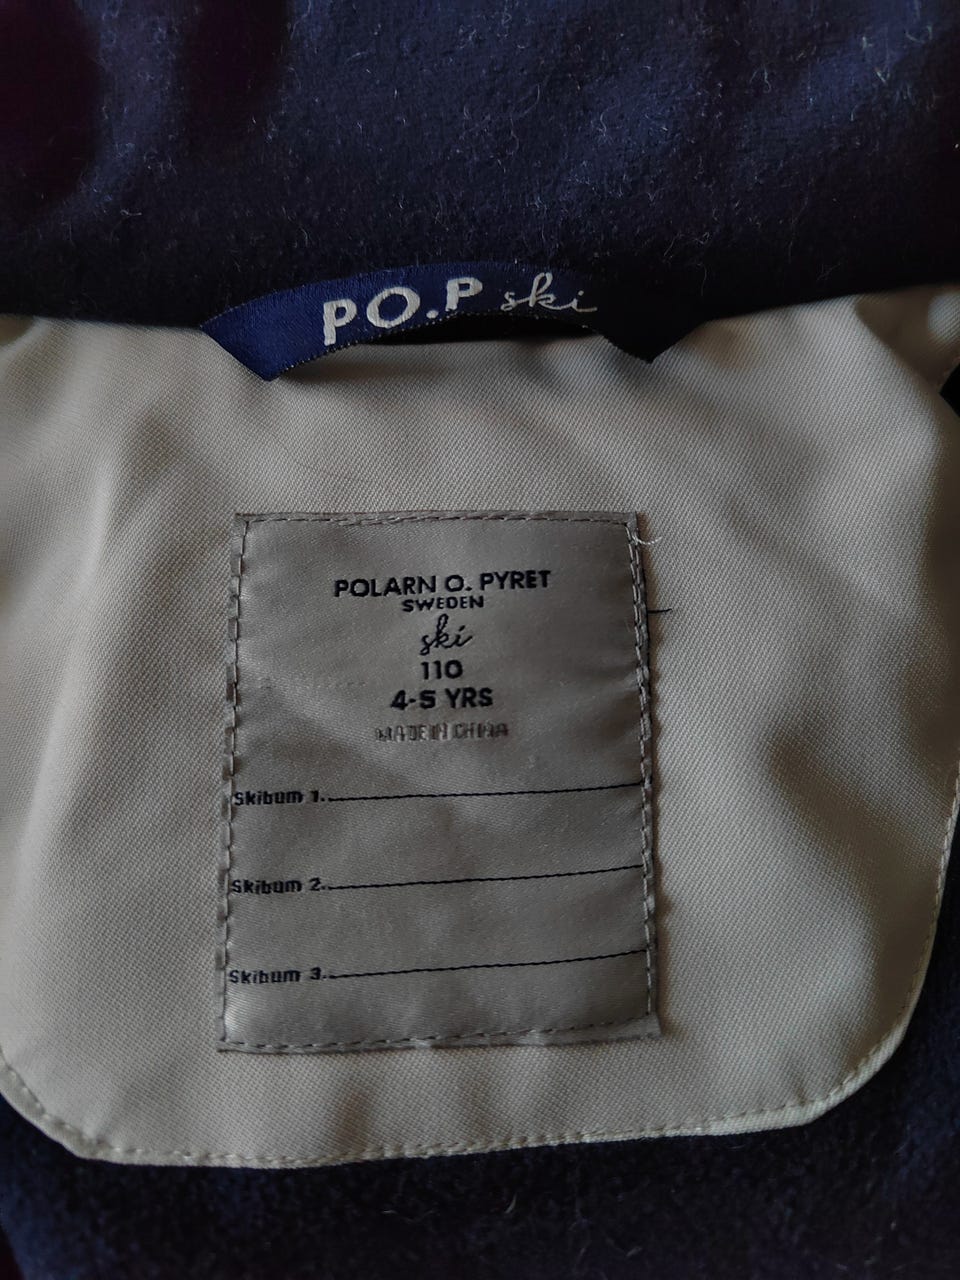 PO.P ski
POLARN O. PYRET
SWEDEN
ski
110
4-5 YRS
MADE IN CHINA
Skibum 1.
Skibum 2.
Skibum 3.